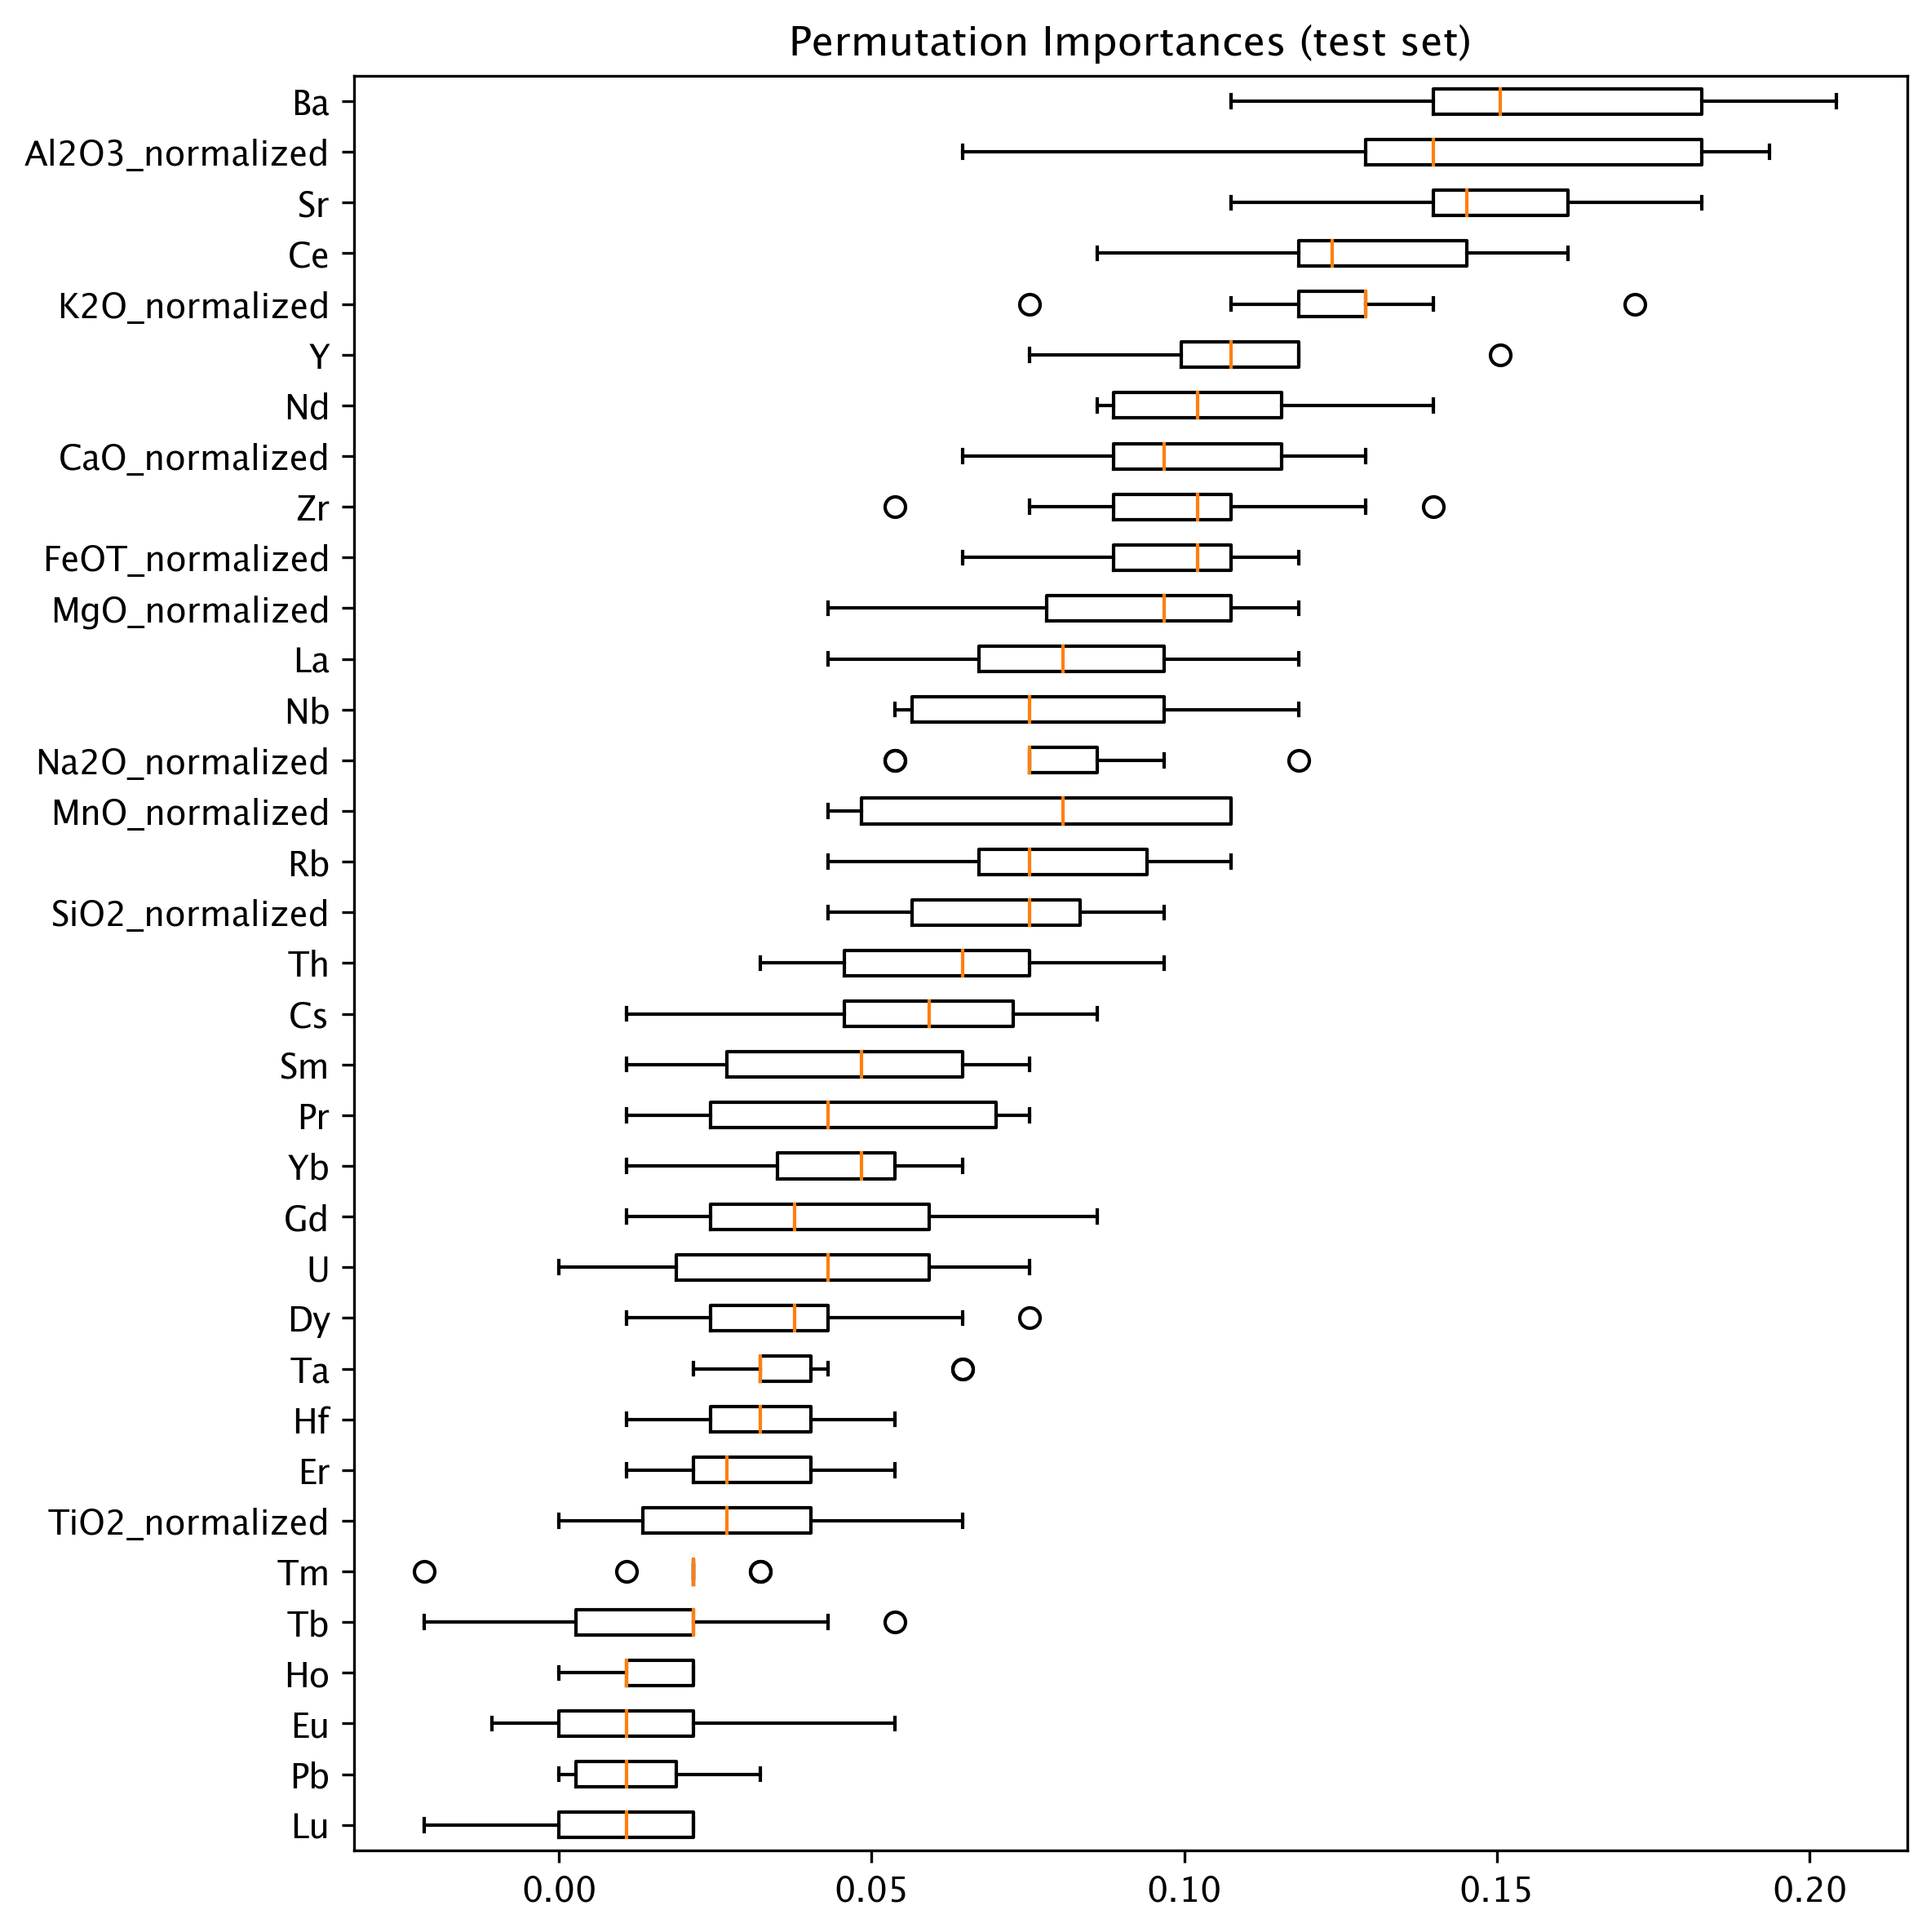 Permutation Importances (test set)
Ba
Al2O3_normalized
Sr
Ce
K2O_normalized
Y
Nd
CaO_normalized
Zr
FeOT_normalized
MgO_normalized
La
Nb
Na2O_normalized
MnO_normalized
Rb
SiO2_normalized
Th
Cs
Sm
Pr
Yb
Gd
U
Dy
Ta
Hf
Er
TiO2_normalized
Tm
Tb
Ho
Eu
Pb
Lu
0.00 0.05 0.10 0.15 0.20